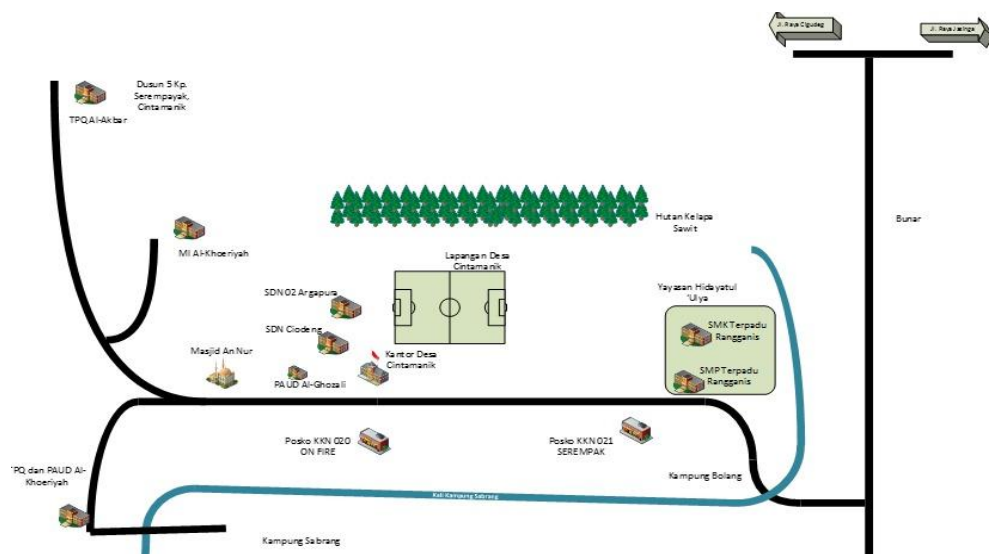 Jl. Raya Cigudeg
Jl. Raya Jasinga
Dusun 5 Kp.
Serempayak,
Cintamanik
TPQ Al-Akbar
Hutan Kelapa
Sawit
Bunar
MI Al-Khoeriyah
Lapangan Desa
Cintamanik
Yayasan Hidayatul
'Ulya
SDN 02 Argapura
SMK Terpadu
Rangganis
SDN Ciodeng
Masjid An Nur
Kantor Desa
Cintamanik
SMP Terpadu
Rangganis
PAUD Al-Ghozali
Posko KKN 020
ON FIRE
Posko KKN 021
SEREMPAK
PQ dan PAUD Al-
Khoeriyah
Kampung Bolang
Kali Kampung Sabrang
Kampung Sabrang